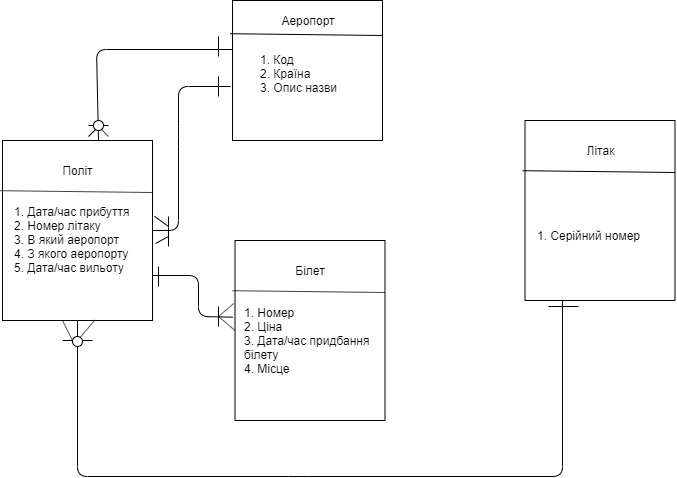 Аеропорт
1. Код
2. Країна
3. Опис назви
Політ
1. Дата/час прибуття
2. Номер літаку
3. В який аеропорт
4. З якого аеропорту
5. Дата/час вильоту
Білет
1. Номер
2. Ціна
3. Дата/час придбання
білету
4. Місце
Літак
1. Серійний номер